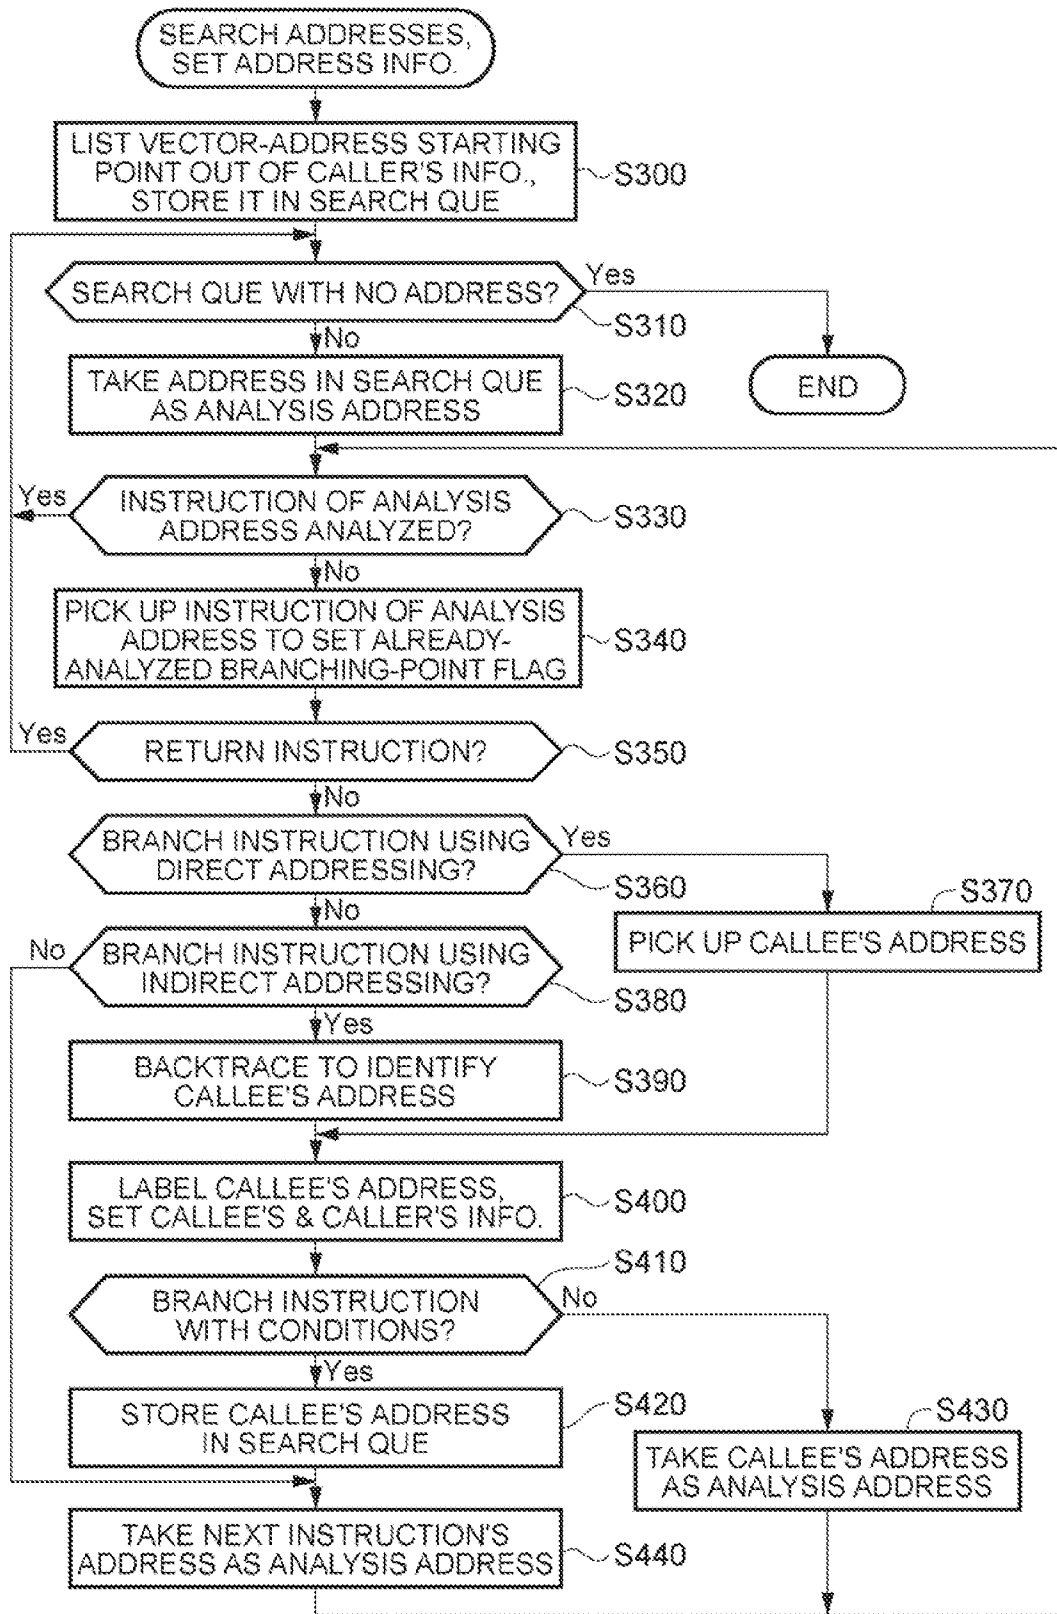 SEARCH ADDRESSES,
SET ADDRESS INFO.
LIST VECTOR-ADDRESS STARTING
POINT OUT OF CALLER'S INFO.,
STORE IT IN SEARCH QUE
S300
SEARCH QUE WITH NO ADDRESS?
Yes
S310
No
TAKE ADDRESS IN SEARCH QUE
AS ANALYSIS ADDRESS
S320
END
Yes
INSTRUCTION OF ANALYSIS
ADDRESS ANALYZED?
S330
No
PICK UP INSTRUCTION OF ANALYSIS
ADDRESS TO SET ALREADY-
ANALYZED BRANCHING-POINT FLAG
S340
Yes
RETURN INSTRUCTION?
S350
No
BRANCH INSTRUCTION USING
DIRECT ADDRESSING?
Yes
S360
No
S370
PICK UP CALLEE'S ADDRESS
No
BRANCH INSTRUCTION USING
INDIRECT ADDRESSING?
S380
Yes
BACKTRACE TO IDENTIFY
CALLEE'S ADDRESS
S390
LABEL CALLEE'S ADDRESS,
SET CALLEE'S & CALLER'S INFO.
S400
S410
BRANCH INSTRUCTION
WITH CONDITIONS?
No
Yes
STORE CALLEE'S ADDRESS
IN SEARCH QUE
S420
S430
TAKE CALLEE'S ADDRESS
AS ANALYSIS ADDRESS
TAKE NEXT INSTRUCTION'S
ADDRESS AS ANALYSIS ADDRESS
S440